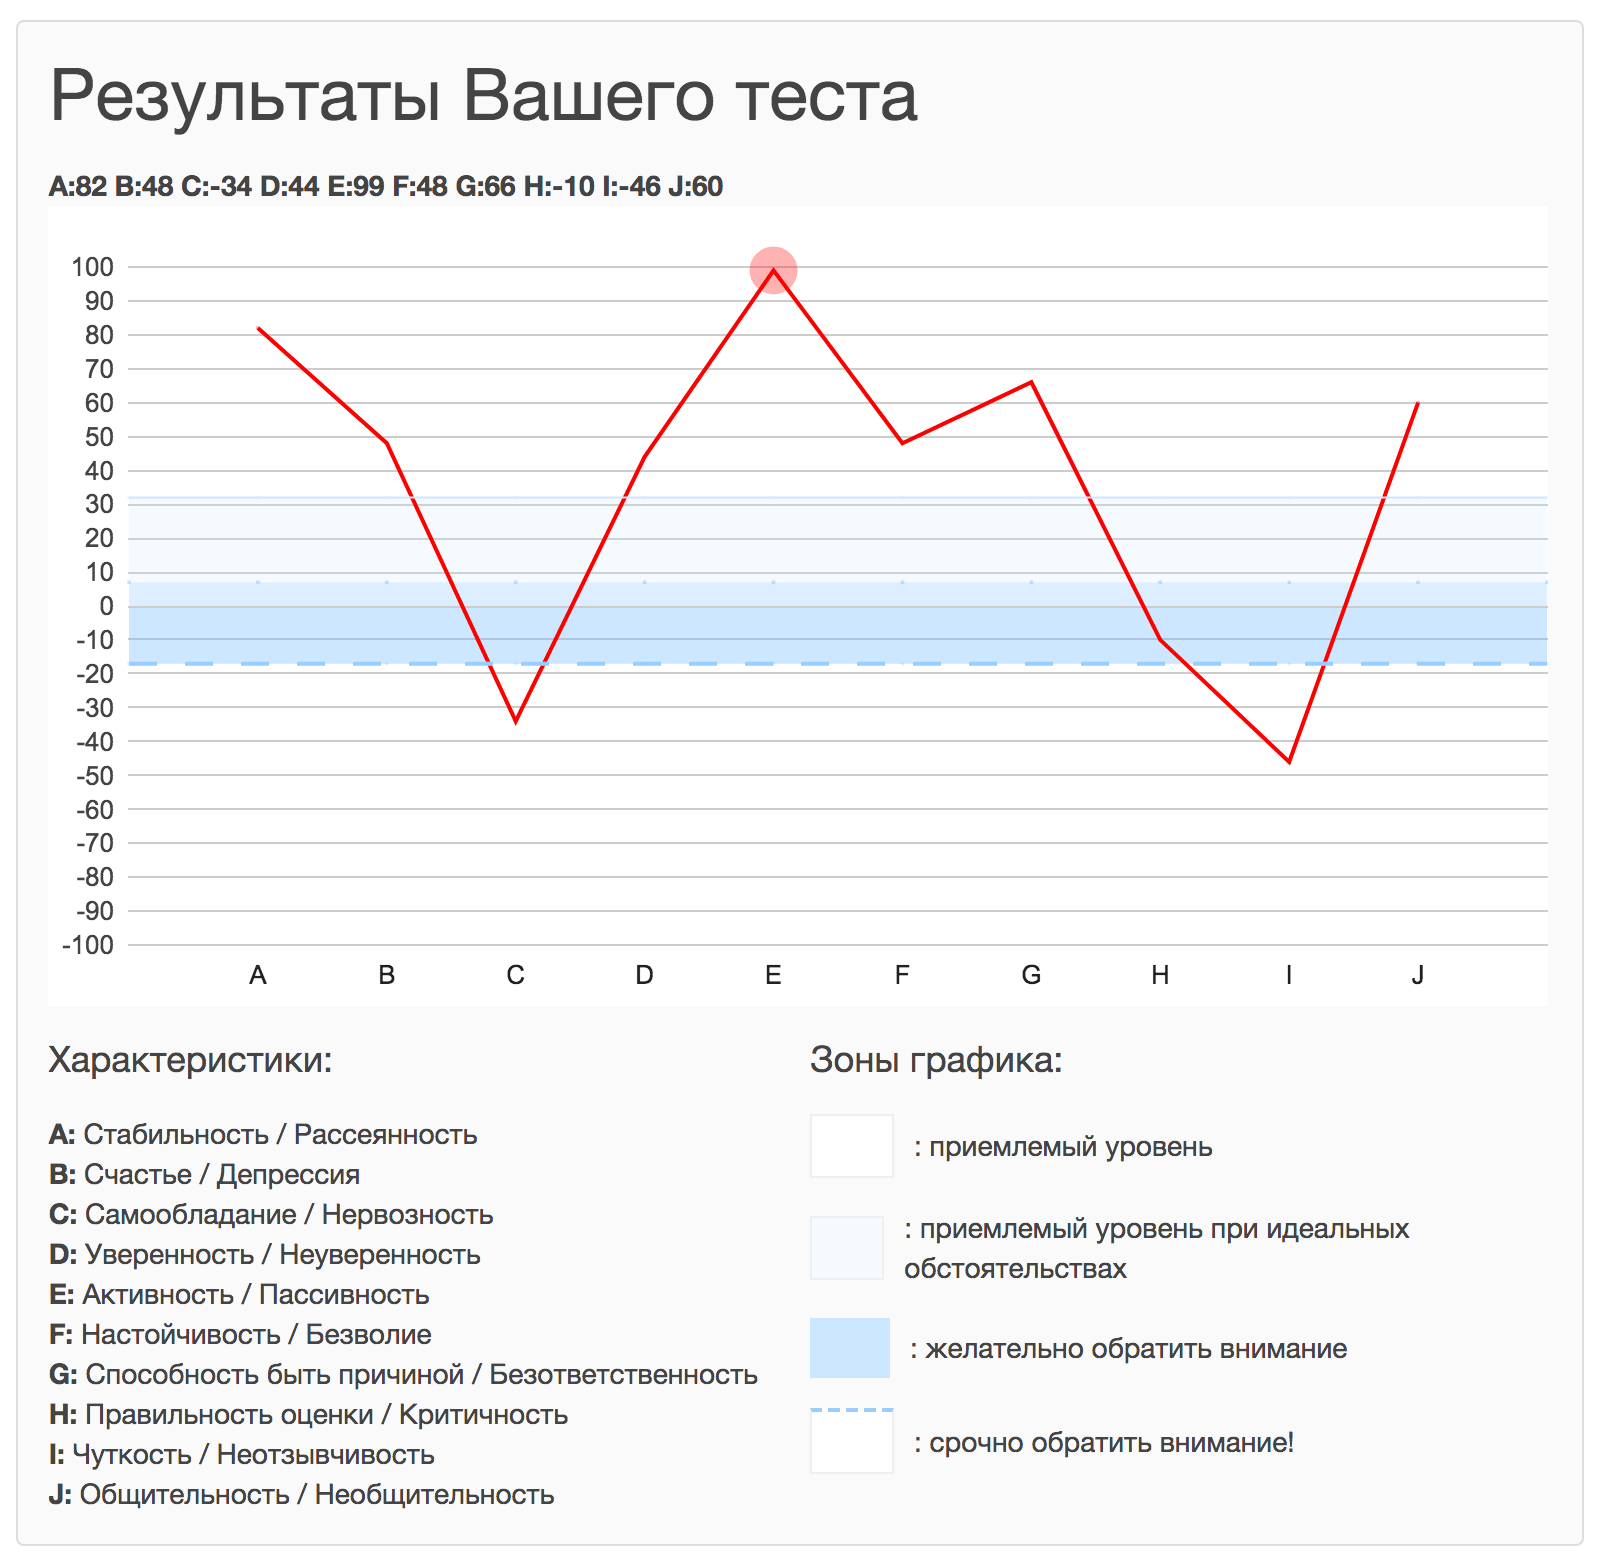 Результаты Вашего теста
A:82 B:48 C:-34 D:44 E:99 F:48 G:66 H:-10 I:-46 J:60
100
90
80
70
60
50
40
30
20
10
0
-10
-20
-30
-40
-50
-60
-70
-80
-90
-100
A B C D E F G H I J
Характеристики:
A: Стабильность / Рассеянность
B: Счастье / Депрессия
C: Самообладание / Нервозность
D: Уверенность / Неуверенность
E: Активность / Пассивность
F: Настойчивость / Безволие
G: Способность быть причиной / Безответственность
H: Правильность оценки / Критичность
I: Чуткость / Неотзывчивость
J: Общительность / Необщительность
Зоны графика:
: приемлемый уровень
: приемлемый уровень при идеальных
обстоятельствах
: желательно обратить внимание
: срочно обратить внимание!